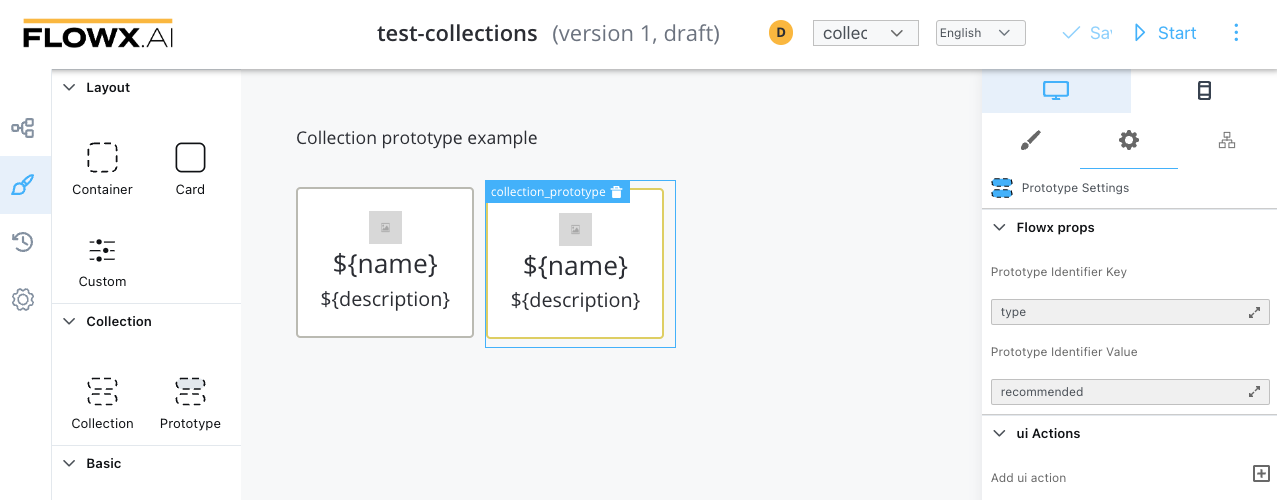 FLOWX.AI
test-collections (version 1, draft)
D
collec
English
Sav
Start
Layout
Container
Card
Custom
Collection
Collection
Prototype
Basic
Collection prototype example
${name}
${description}
collection_prototype
${name}
${description}
Prototype Settings
Flowx props
Prototype Identifier Key
type
Prototype Identifier Value
recommended
ui Actions
Add ui action